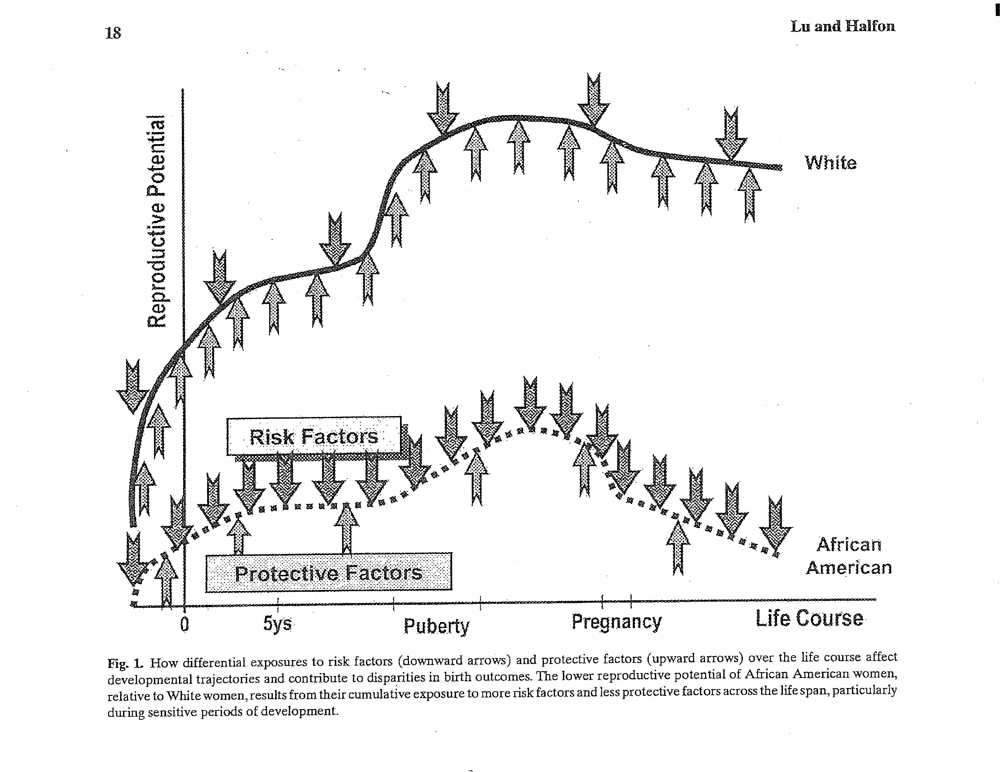 18
Lu and Halfon
Reproductive Potential
White
Risk Factors
African
American
Protective Factors
0
5ys
Puberty
Pregnancy
Life Course
Fig. 1. How differential exposures to risk factors (downward arrows) and protective factors (upward arrows) over the life course affect
developmental trajectories and contribute to disparities in birth outcomes. The lower reproductive potential of African American women,
relative to White women, results from their cumulative exposure to more risk factors and less protective factors across the life span, particularly
during sensitive periods of development.